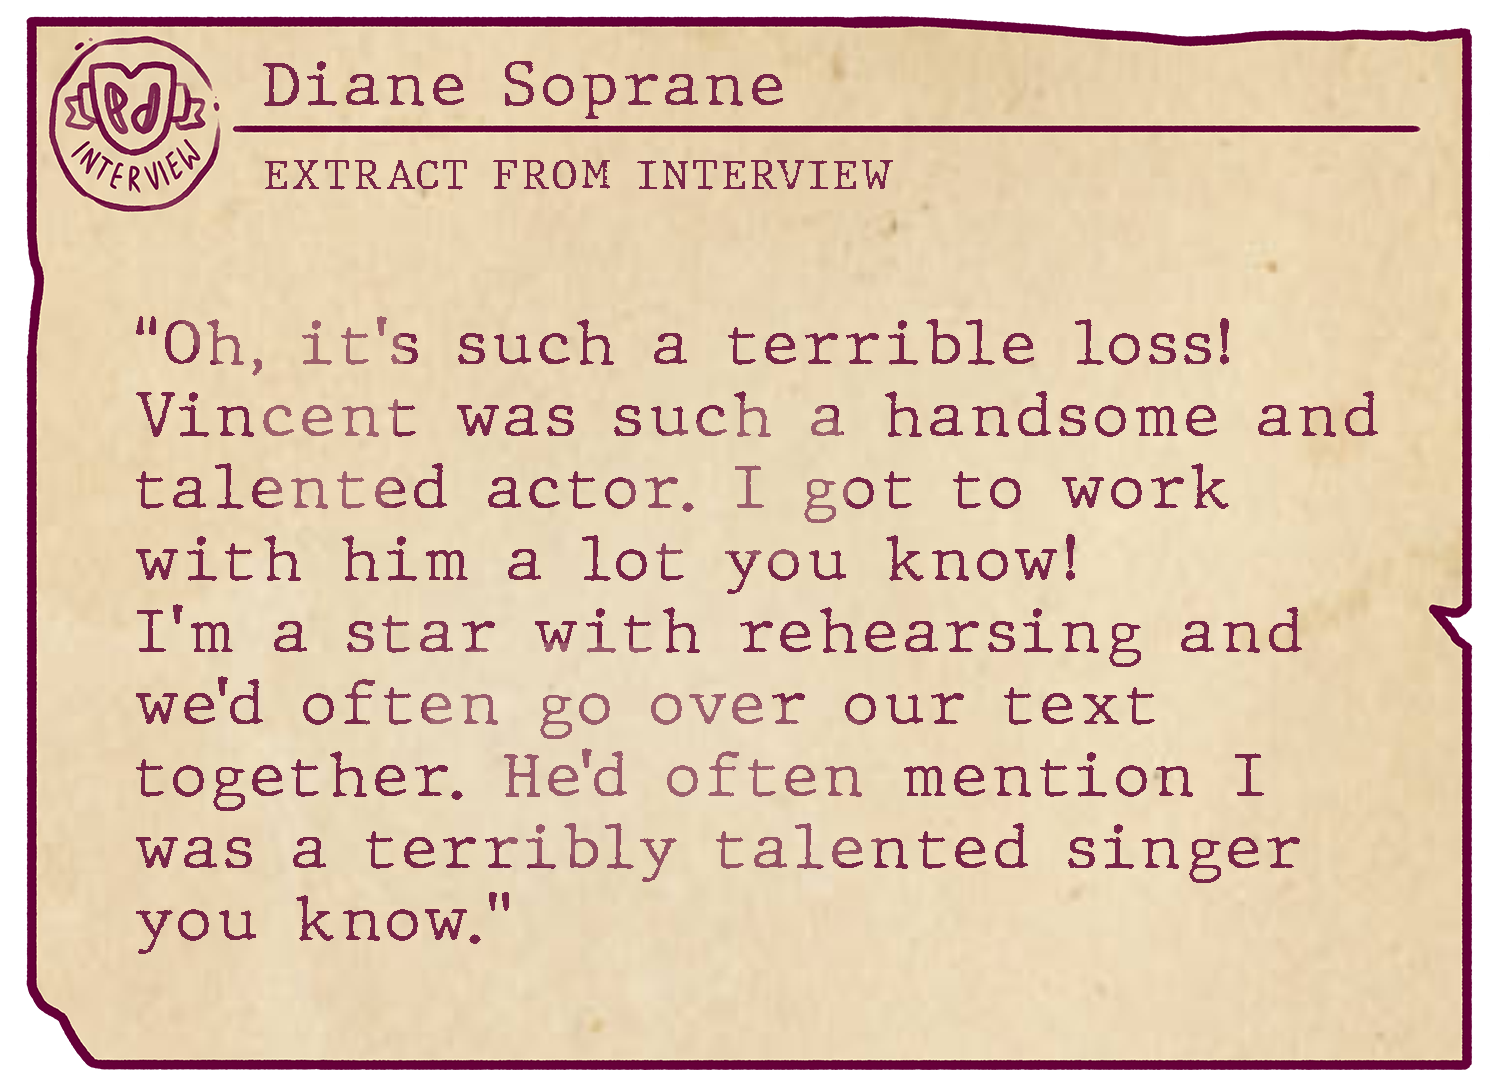 Diane Soprane
Pd
INTERVIEW
EXTRACT FROM INTERVIEW
"Oh, it's such a terrible loss!
Vincent was such a handsome and
talented actor. I got to work
with him a lot you know!
I'm a star with rehearsing and
we'd often go over our text
together. He'd often mention I
was a terribly talented singer
you know."